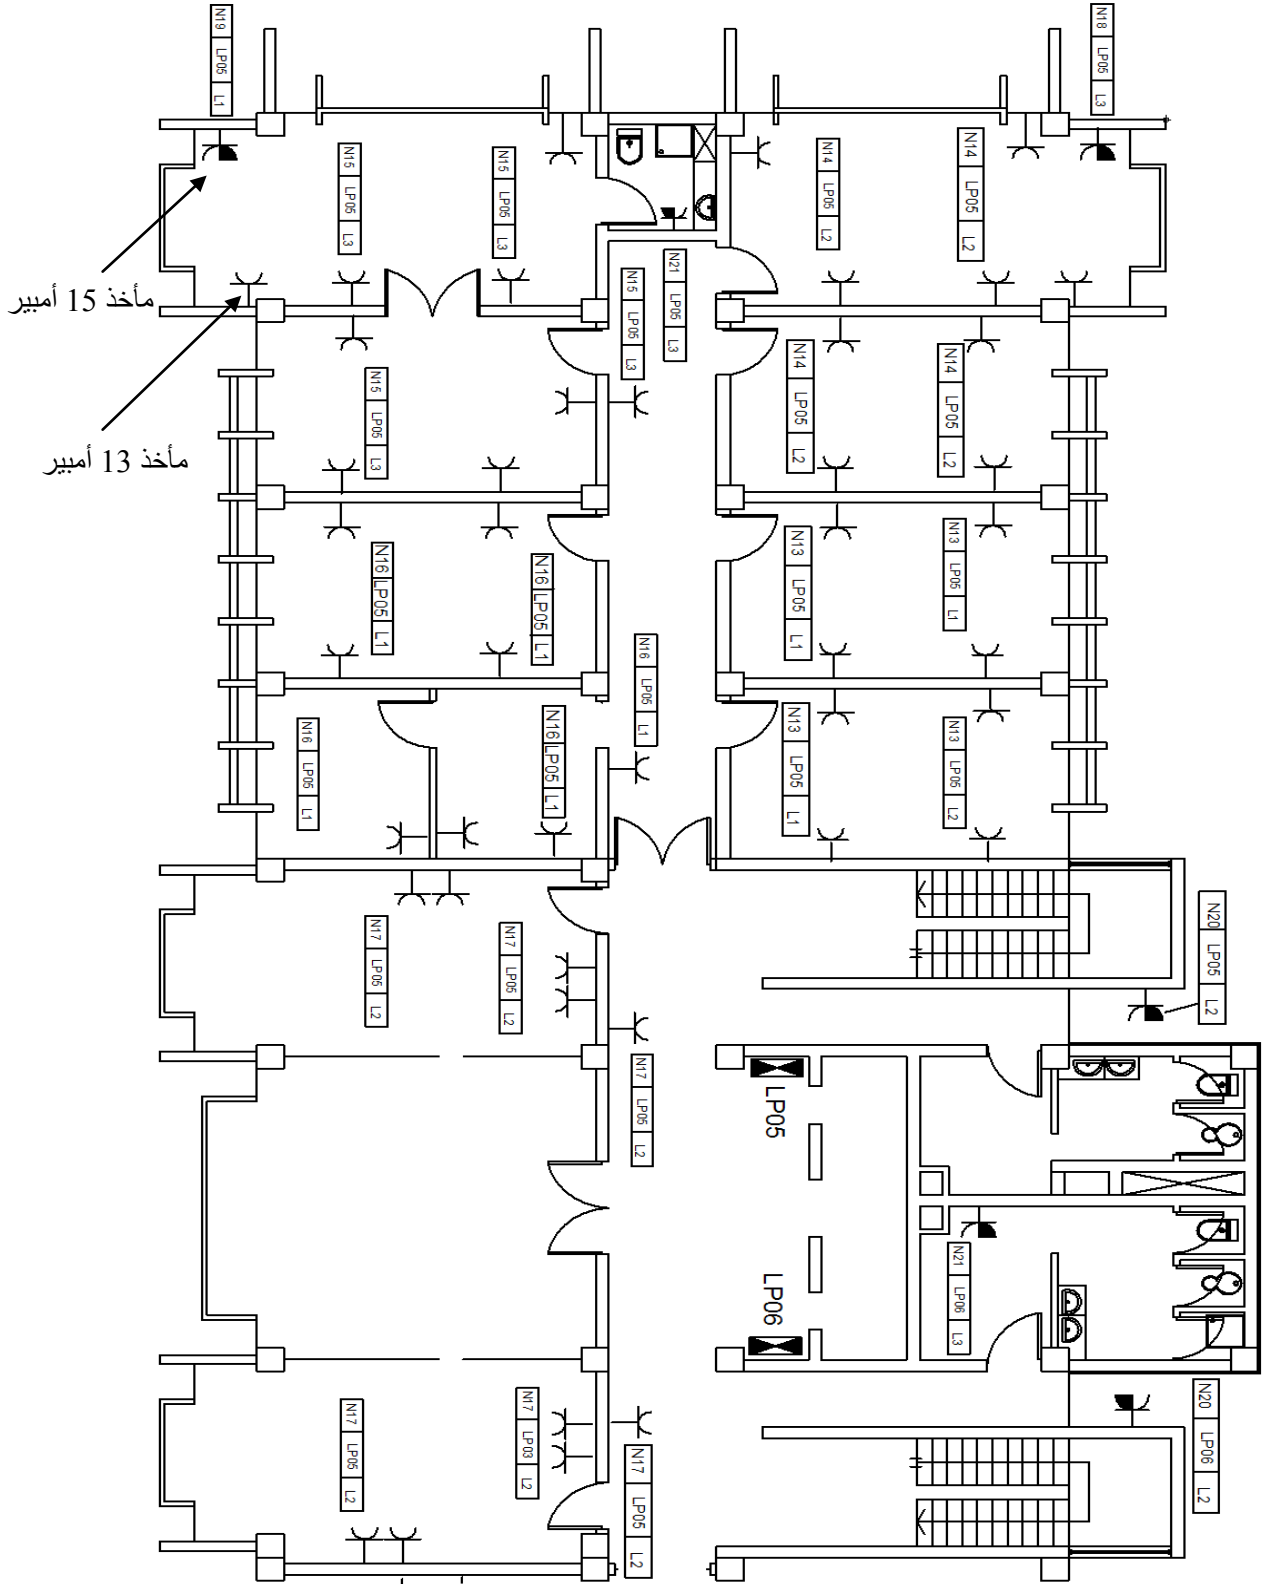 N19 LP05 L1
N18 LP05 L3
N15 LP05 L3
N15 LP05 L3
N14 LP05 L2
N14 LP05 L2
مأخذ 15 أمبير
N15 LP05 L3
N21 LP05 L3
N15 LP05 L3
N14 LP05 L2
N14 LP05 L2
مأخذ 13 أمبير
N16 LP05 L1
N16 LP05 L1
N13 LP05 L1
N13 LP05 L1
N16 LP05 L1
N16 LP05 L1
N16 LP05 L1
N13 LP05 L1
N13 LP05 L2
N17 LP05 L2
N17 LP05 L2
N20 LP05 L2
N17 LP05 L2
LP05
LP06
N21 LP06 L3
N17 LP05 L2
N17 LP03 L2
N17 LP05 L2
N20 LP06 L2